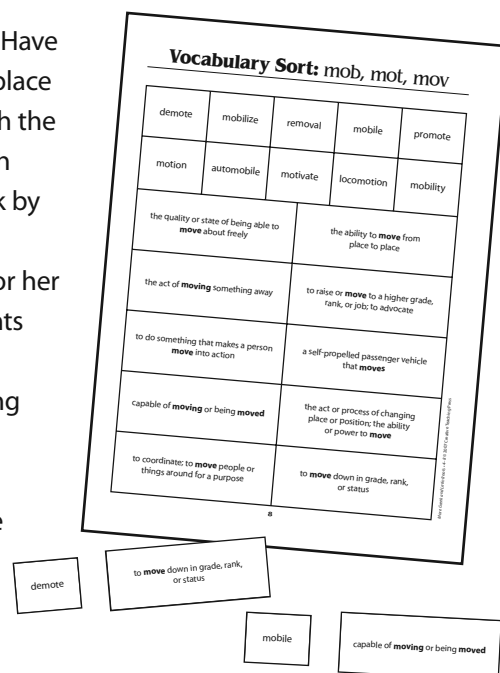 Have
place
h the
n
k by
or her
nts
ng
e
Vocabulary Sort: mob, mot, mov
demote
mobilize
removal
mobile
promote
motion
automobile
motivate
locomotion
mobility
the quality or state of being able to
move about freely
the ability to move from
place to place
the act of moving something away
to raise or move to a higher grade,
rank, or job; to advocate
to do something that makes a person
move into action
a self-propelled passenger vehicle
that moves
capable of moving or being moved
the act or process of changing
place or position; the ability
or power to move
to coordinate; to move people or
things around for a purpose
to move down in grade, rank,
or status
8
demote
to move down in grade, rank,
or status
mobile
capable of moving or being moved